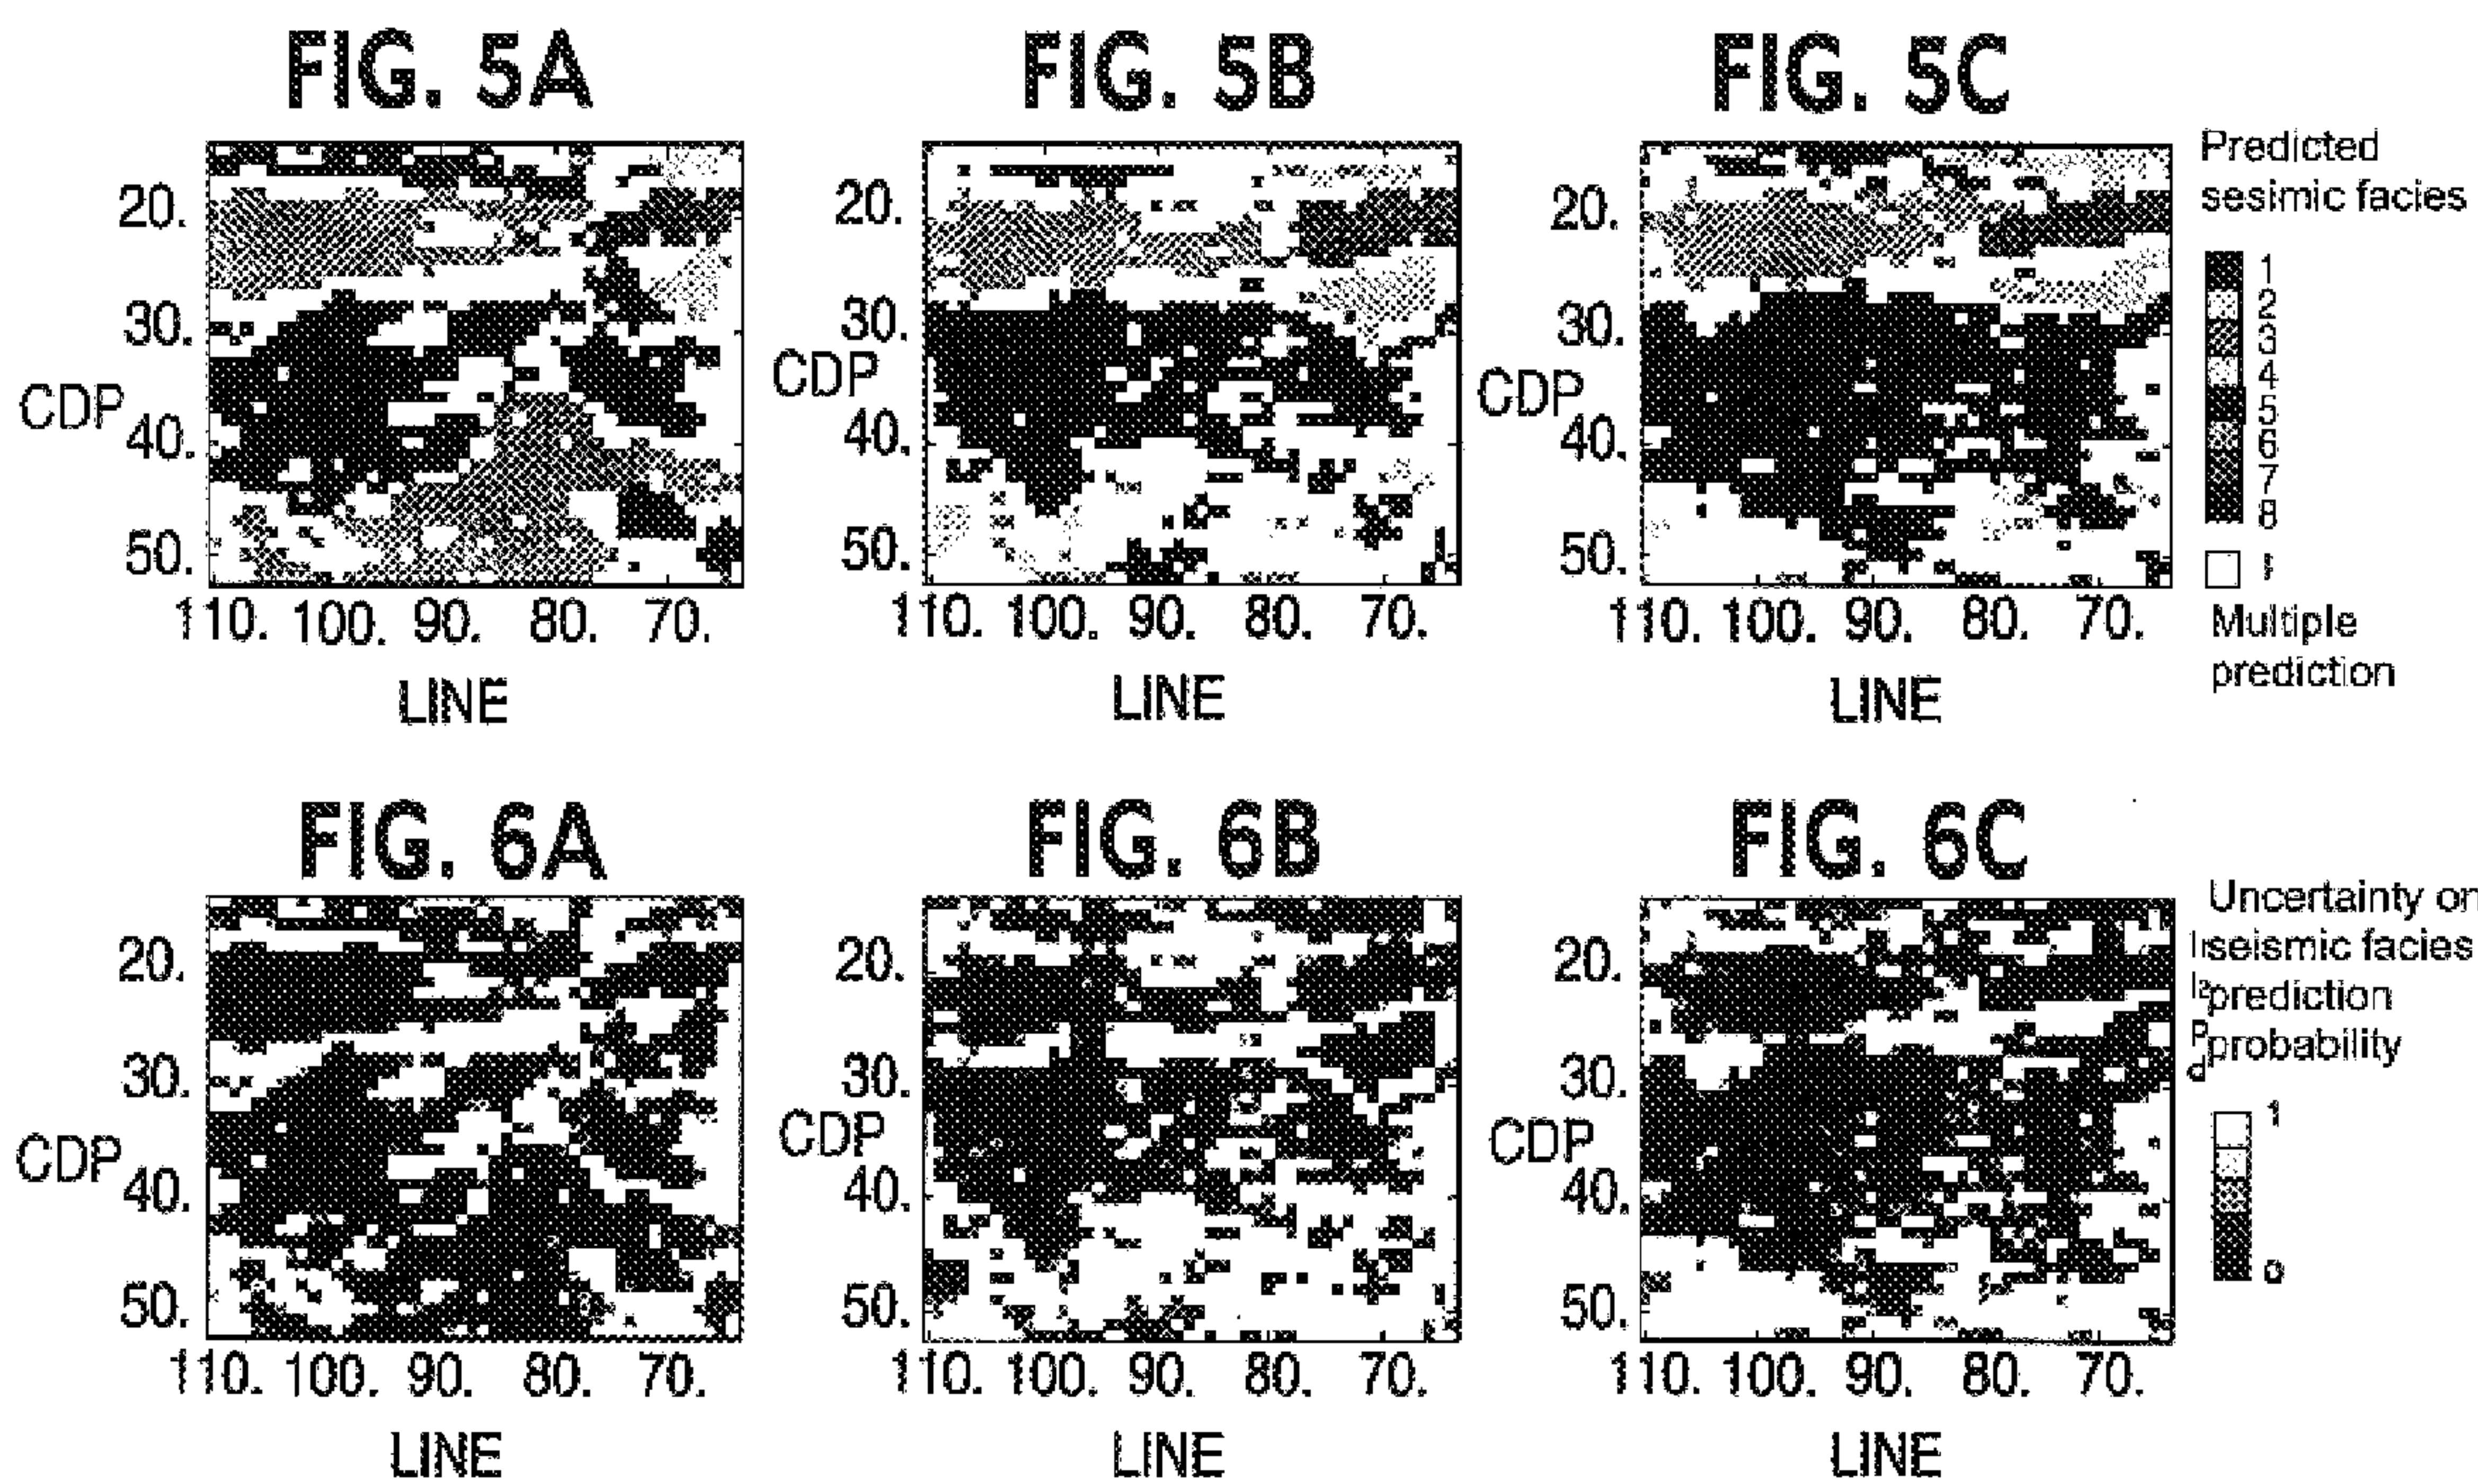 FIG. 5A
FIG. 5B
FIG. 5C
20.
30.
CDP
40.
50.
110. 100. 90. 80. 70.
LINE
20.
30.
CDP
40.
50.
110. 100. 90. 80. 70.
LINE
20.
30.
CDP
40.
50.
110. 100. 90. 80. 70.
LINE
Predicted
sesimic facies
1
2
3
4
5
6
7
8
Multiple
prediction
FIG. 6A
FIG. 6B
FIG. 6C
20.
30.
CDP
40.
50.
110. 100. 90. 80. 70.
LINE
20.
30.
CDP
40.
50.
110. 100. 90. 80. 70.
LINE
20.
30.
CDP
40.
50.
110. 100. 90. 80. 70.
LINE
Uncertainty on
seismic facies
prediction
probability
1
0